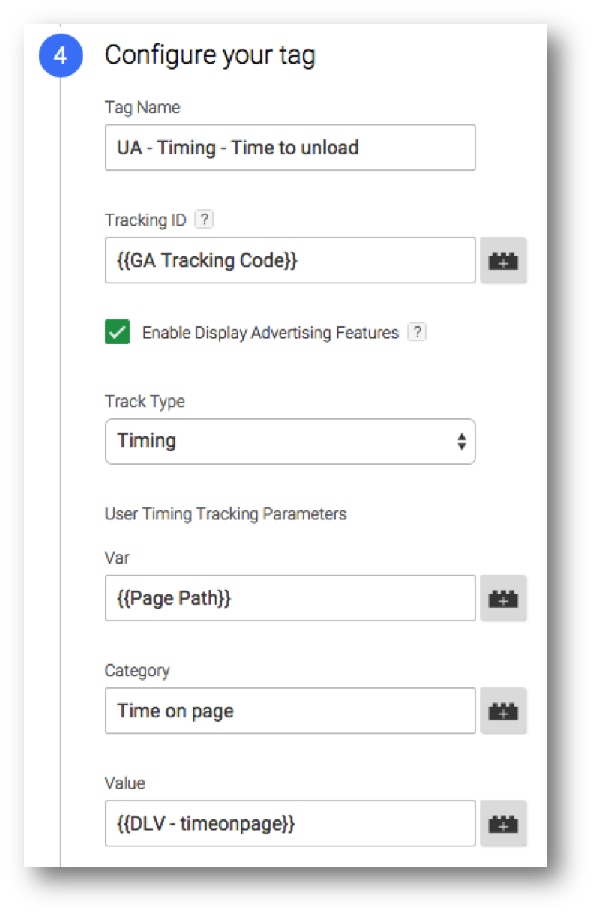 4 Configure your tag
Tag Name
UA - Timing - Time to unload
Tracking ID ?
{{GA Tracking Code}}
Enable Display Advertising Features ?
Track Type
Timing
User Timing Tracking Parameters
Var
{{Page Path}}
Category
Time on page
Value
{{DLV - timeonpage}}